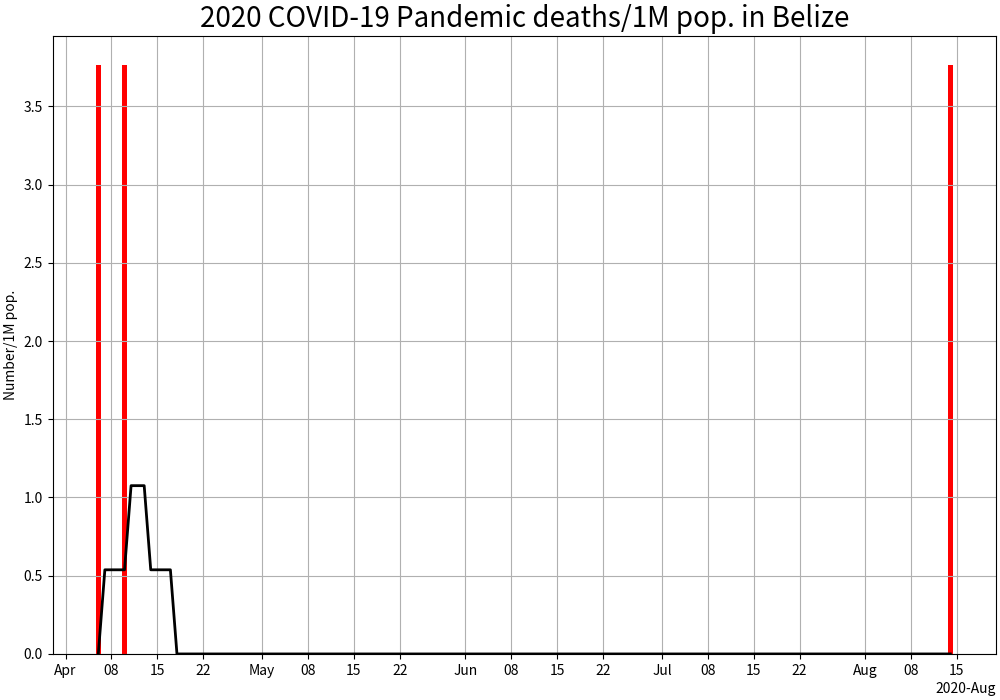 2020 COVID-19 Pandemic deaths/1M pop. in Belize
Number/1M pop.
3.5
3.0
2.5
2.0
1.5
1.0
0.5
0.0
Apr 08 15 22 May 08 15 22 Jun 08 15 22 Jul 08 15 22 Aug 08 15
2020-Aug